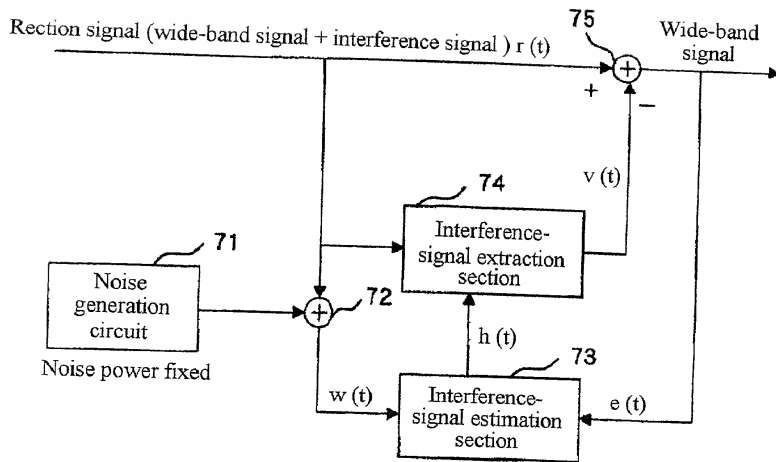 Rection signal (wide-band signal + interference signal ) r (t)
75
Wide-band
signal
+
+
−
v (t)
74
Interference-
signal extraction
section
71
Noise
generation
circuit
+
72
Noise power fixed
h (t)
73
w (t)
Interference-
signal estimation
section
e (t)